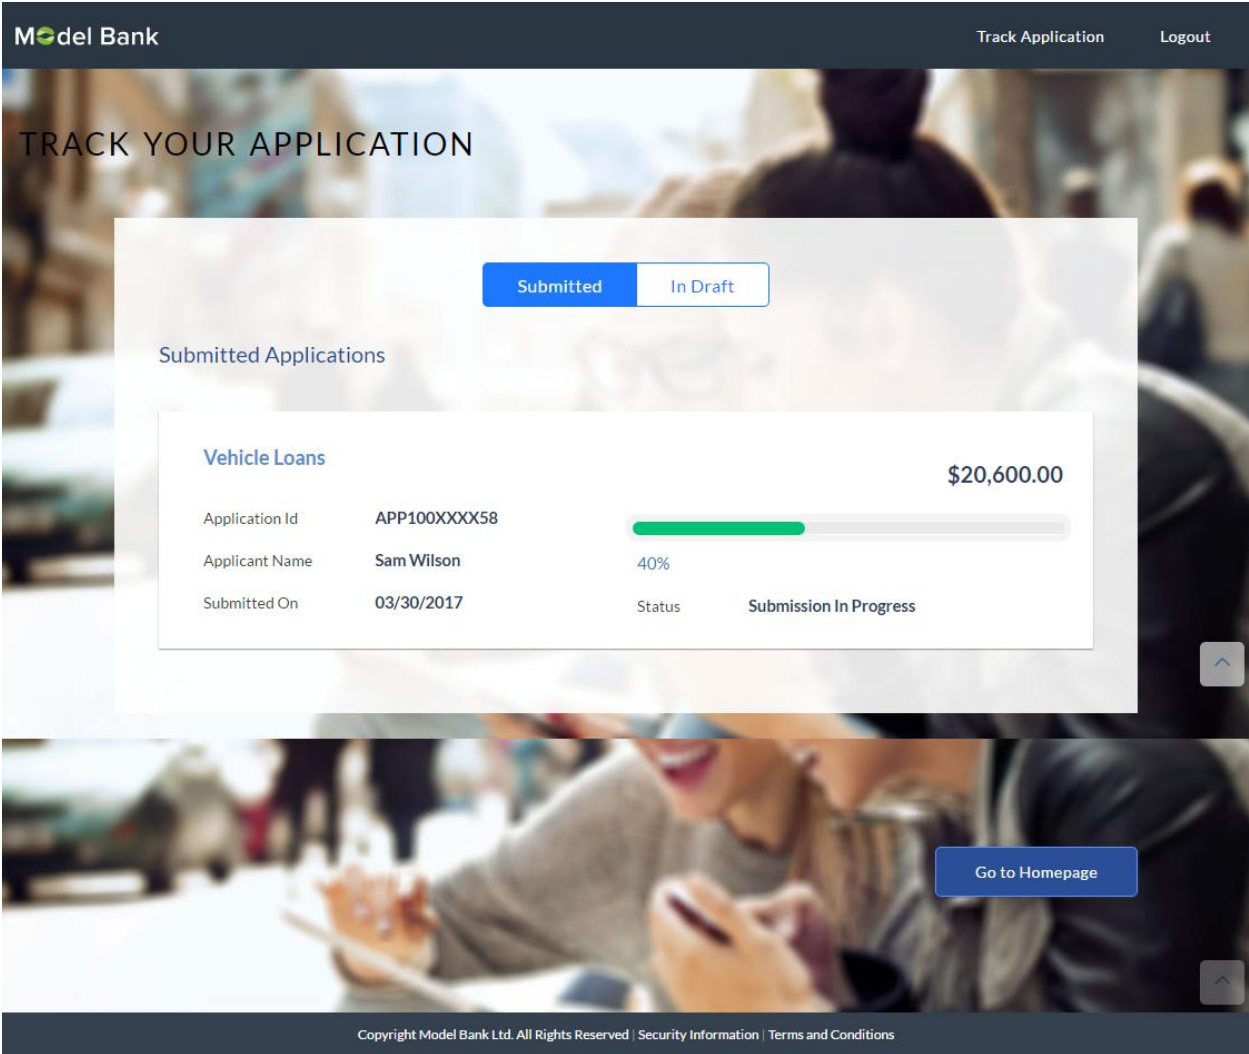 Model Bank
Track Application
Logout
TRACK YOUR APPLICATION
Submitted
In Draft
Submitted Applications
Vehicle Loans
$20,600.00
Application Id APP100XXXX58
Applicant Name Sam Wilson
40%
Submitted On 03/30/2017
Status Submission In Progress
Go to Homepage
Copyright Model Bank Ltd. All Rights Reserved | Security Information | Terms and Conditions